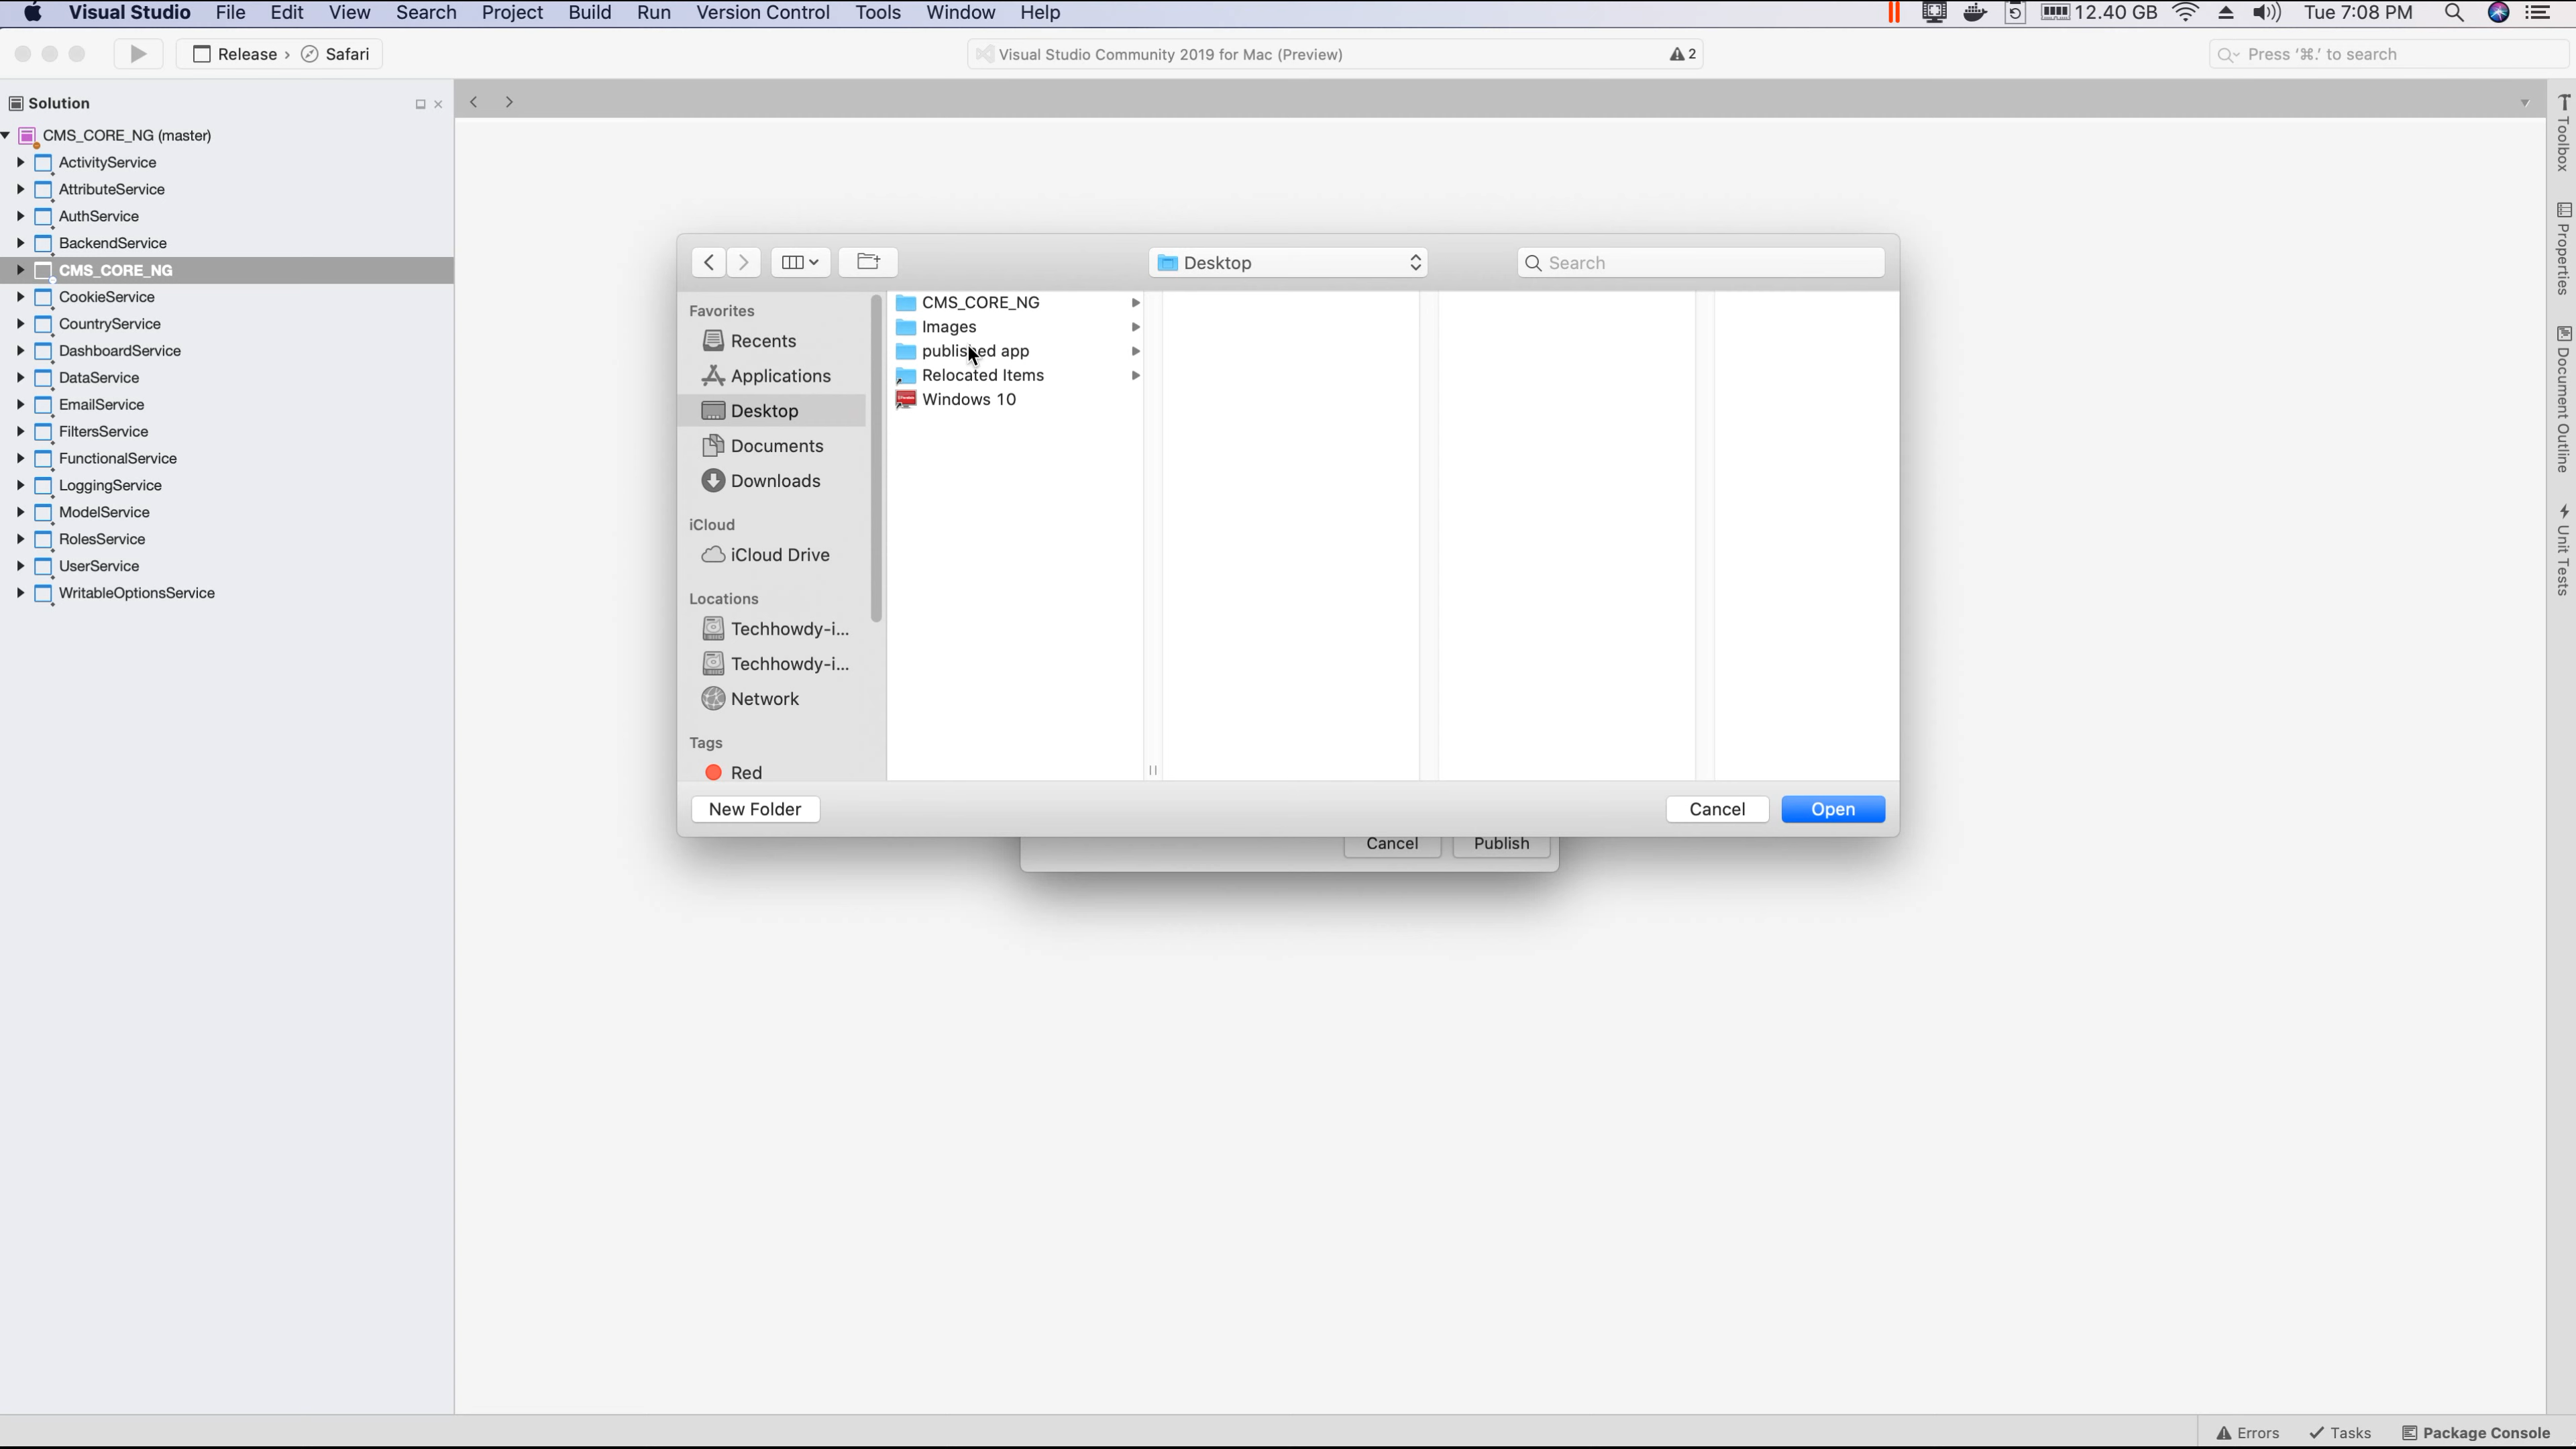 Visual Studio File Edit View Search Project Build Run Version Control Tools Window Help 12.40 GB Tue 7:08 PM
Release › Safari Visual Studio Community 2019 for Mac (Preview) 2 Press '⌘.' to search
Solution
CMS_CORE_NG (master)
ActivityService
AttributeService
AuthService
BackendService
CMS_CORE_NG
CookieService
CountryService
DashboardService
DataService
EmailService
FiltersService
FunctionalService
LoggingService
ModelService
RolesService
UserService
WritableOptionsService
Desktop Search
Favorites
Recents
Applications
Desktop
Documents
Downloads
iCloud
iCloud Drive
Locations
Techhowdy-i...
Techhowdy-i...
Network
Tags
Red
CMS_CORE_NG
Images
published app
Relocated Items
Windows 10
New Folder Cancel Open
Cancel Publish
Toolbox
Properties
Document Outline
Unit Tests
Errors Tasks Package Console